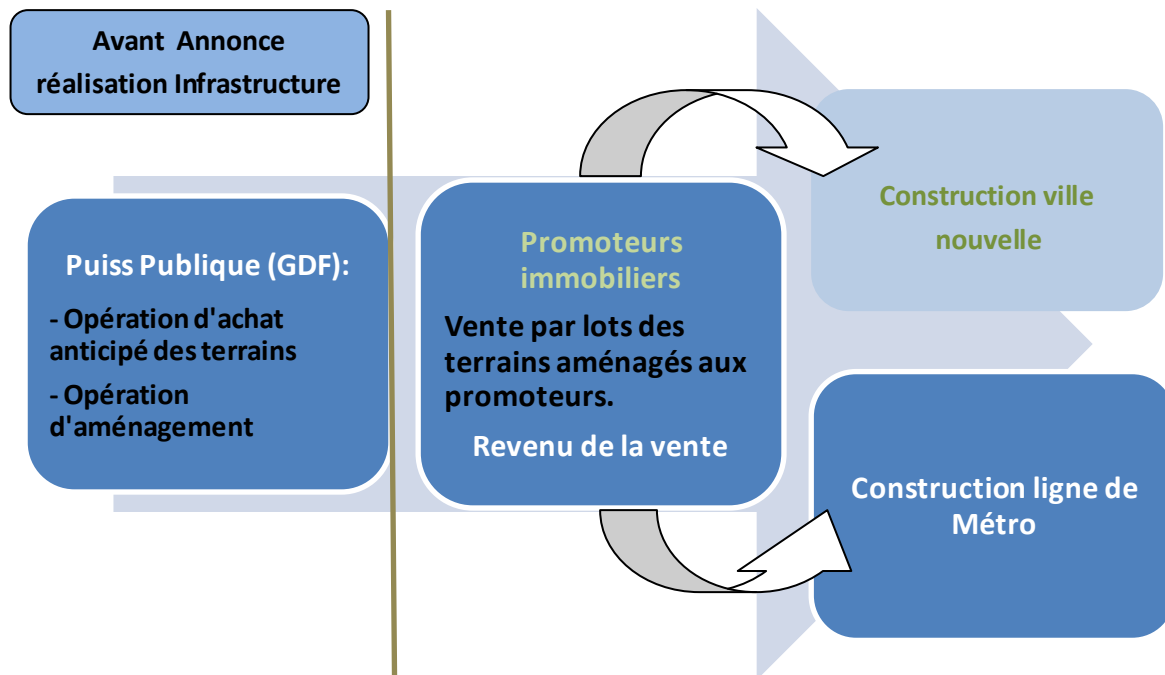 Avant Annonce
réalisation Infrastructure
Puiss Publique (GDF):
- Opération d'achat
anticipé des terrains
- Opération
d'aménagement
Promoteurs
immobiliers
Vente par lots des
terrains aménagés aux
promoteurs.
Revenu de la vente
Construction ville
nouvelle
Construction ligne de
Métro